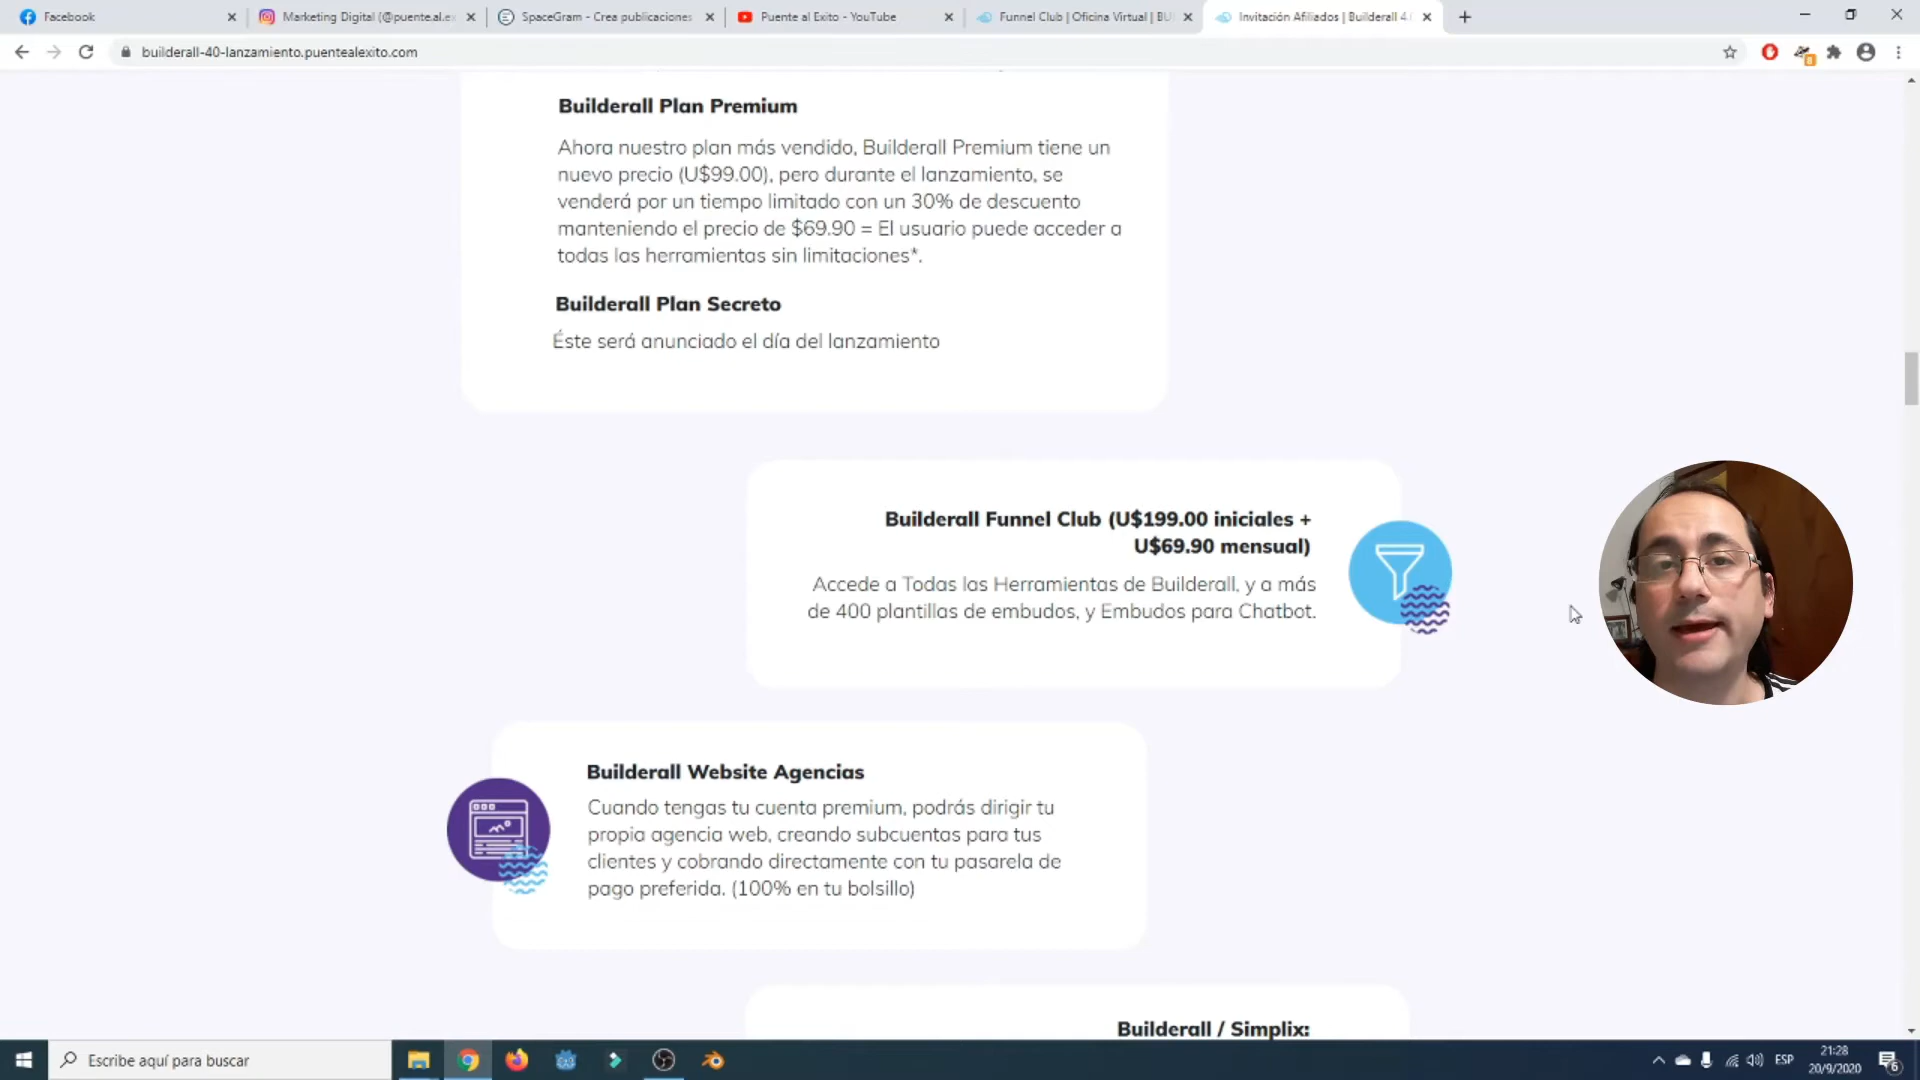 Facebook
Marketing Digital (@puente.al.ex
SpaceGram - Crea publicaciones
Puente al Exito - YouTube
Funnel Club | Oficina Virtual | BU
Invitación Afiliados | Builderall 4
builderall-40-lanzamiento.puentealexito.com
Builderall Plan Premium
Ahora nuestro plan más vendido, Builderall Premium tiene un
nuevo precio (U$99.00), pero durante el lanzamiento, se
venderá por un tiempo limitado con un 30% de descuento
manteniendo el precio de $69.90 = El usuario puede acceder a
todas las herramientas sin limitaciones*.
Builderall Plan Secreto
Éste será anunciado el día del lanzamiento
Builderall Funnel Club (U$199.00 iniciales +
U$69.90 mensual)
Accede a Todas las Herramientas de Builderall, y a más
de 400 plantillas de embudos, y Embudos para Chatbot.
Builderall Website Agencias
Cuando tengas tu cuenta premium, podrás dirigir tu
propia agencia web, creando subcuentas para tus
clientes y cobrando directamente con tu pasarela de
pago preferida. (100% en tu bolsillo)
Builderall / Simplix:
Escribe aquí para buscar
ESP
21:28
20/9/2020
6